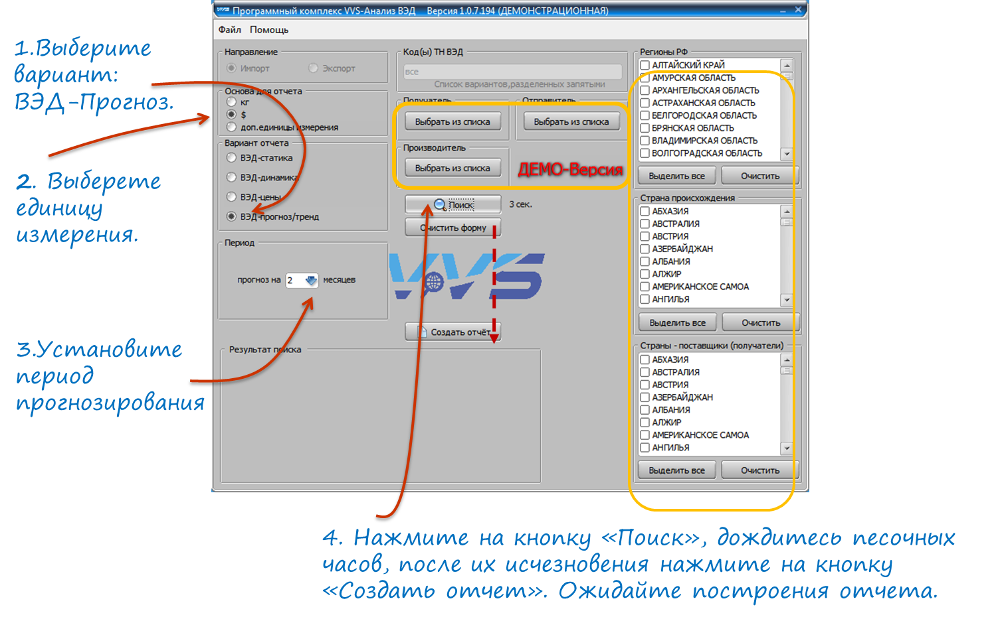 VVS Программный комплекс VVS-Анализ ВЭД Версия 1.0.7.194 (ДЕМОНСТРАЦИОННАЯ)
Файл Помощь
1.Выберите
вариант:
ВЭД-Прогноз.
2. Выберете
единицу
измерения.
3.Установите
период
прогнозирования
Направление
Импорт Экспорт
Основа для отчета
кг
$
доп.единицы измерения
Вариант отчета
ВЭД-статика
ВЭД-динамика
ВЭД-цены
ВЭД-прогноз/тренд
Период
прогноз на 2 месяцев
Код(ы) ТН ВЭД
все
Список вариантов,разделенных запятыми
Получатель Отправитель
Выбрать из списка Выбрать из списка
Производитель
Выбрать из списка
ДЕМО-Версия
Поиск 3 сек.
Очистить форму
VVS
Создать отчёт
Результат поиска
Регионы РФ
АЛТАЙСКИЙ КРАЙ
АМУРСКАЯ ОБЛАСТЬ
АРХАНГЕЛЬСКАЯ ОБЛАСТЬ
АСТРАХАНСКАЯ ОБЛАСТЬ
БЕЛГОРОДСКАЯ ОБЛАСТЬ
БРЯНСКАЯ ОБЛАСТЬ
ВЛАДИМИРСКАЯ ОБЛАСТЬ
ВОЛГОГРАДСКАЯ ОБЛАСТЬ
Выделить все Очистить
Страна происхождения
АБХАЗИЯ
АВСТРАЛИЯ
АВСТРИЯ
АЗЕРБАЙДЖАН
АЛБАНИЯ
АЛЖИР
АМЕРИКАНСКОЕ САМОА
АНГИЛЬЯ
Выделить все Очистить
Страны - поставщики (получатели)
АБХАЗИЯ
АВСТРАЛИЯ
АВСТРИЯ
АЗЕРБАЙДЖАН
АЛБАНИЯ
АЛЖИР
АМЕРИКАНСКОЕ САМОА
АНГИЛЬЯ
Выделить все Очистить
4. Нажмите на кнопку «Поиск», дождитесь песочных
часов, после их исчезновения нажмите на кнопку
«Создать отчет». Ожидайте построения отчета.